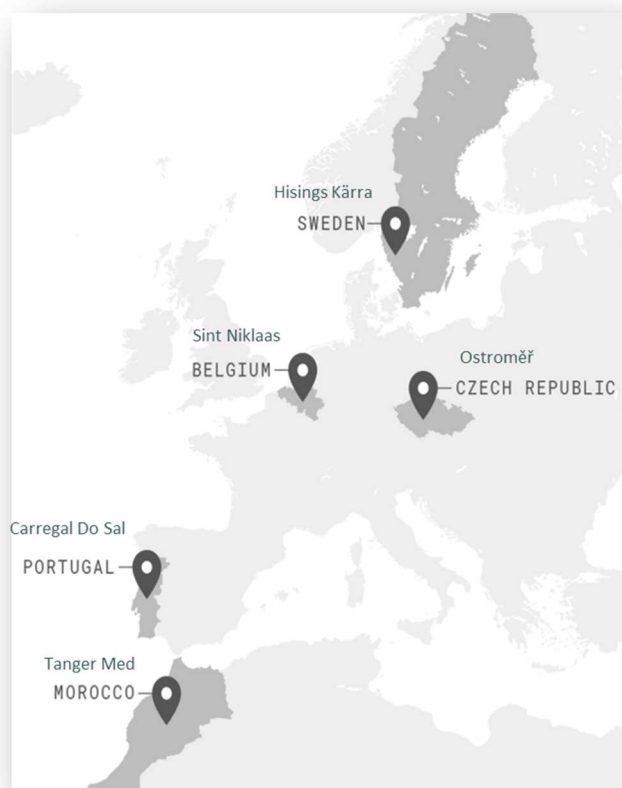 Hisings Kärra
SWEDEN
Sint Niklaas
BELGIUM
Ostroměř
CZECH REPUBLIC
Carregal Do Sal
PORTUGAL
Tanger Med
MOROCCO